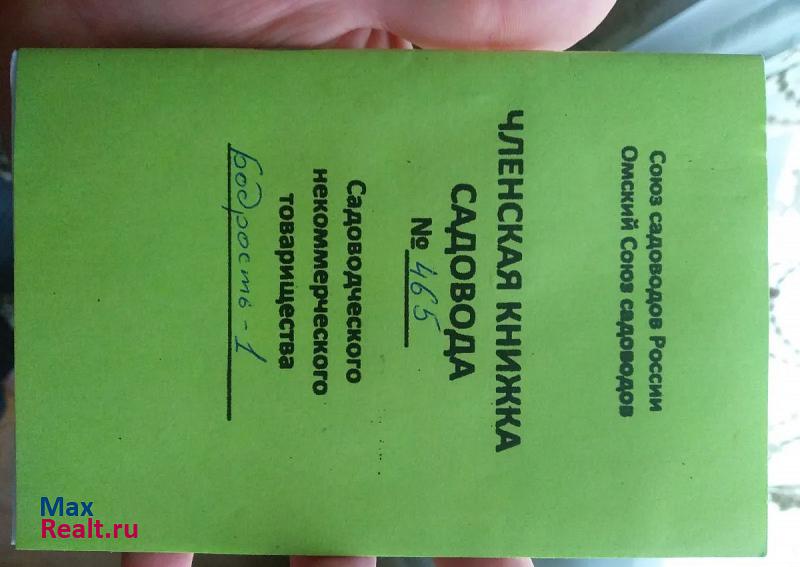 Союз садоводов России
Омский Союз садоводов
ЧЛЕНСКАЯ КНИЖКА
САДОВОДА
№ 465
Садоводческого
некоммерческого
товарищества
Бодрость-1
Max
Realt.ru